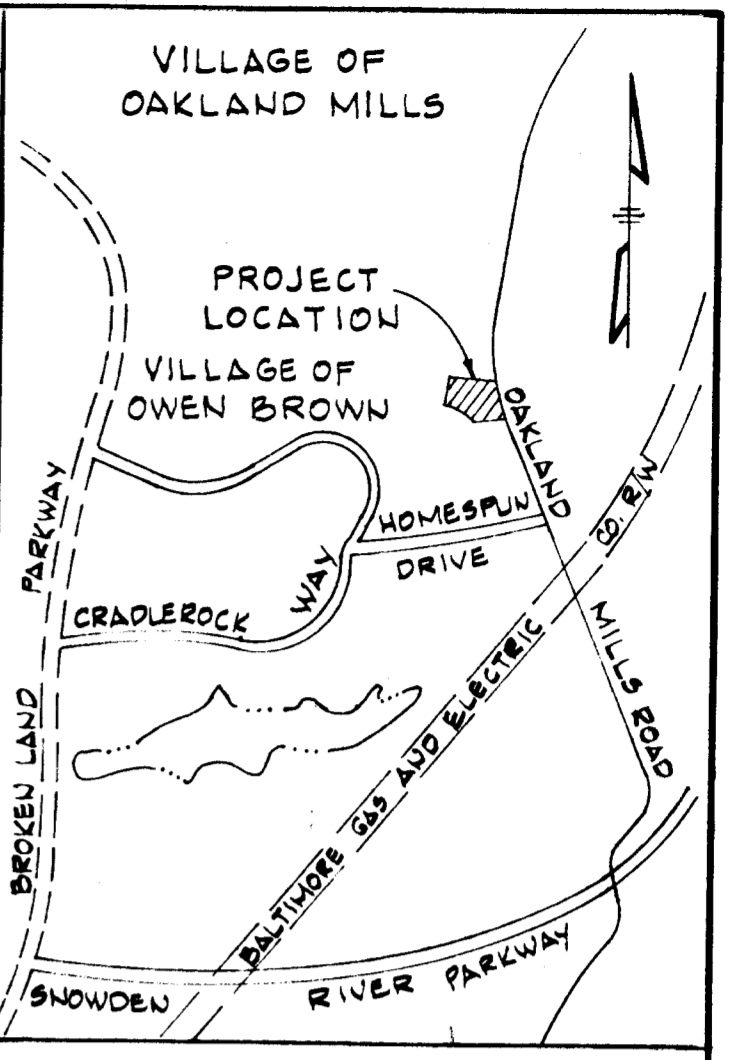 VILLAGE OF
OAKLAND MILLS
PROJECT
LOCATION
VILLAGE OF
OWEN BROWN
OAKLAND
PARKWAY
HOMESPUN
DRIVE
CO. R/W
WAY
CRADLEROCK
MILLS ROAD
BROKEN LAND
BALTIMORE GAS AND ELECTRIC
SNOWDEN
RIVER PARKWAY